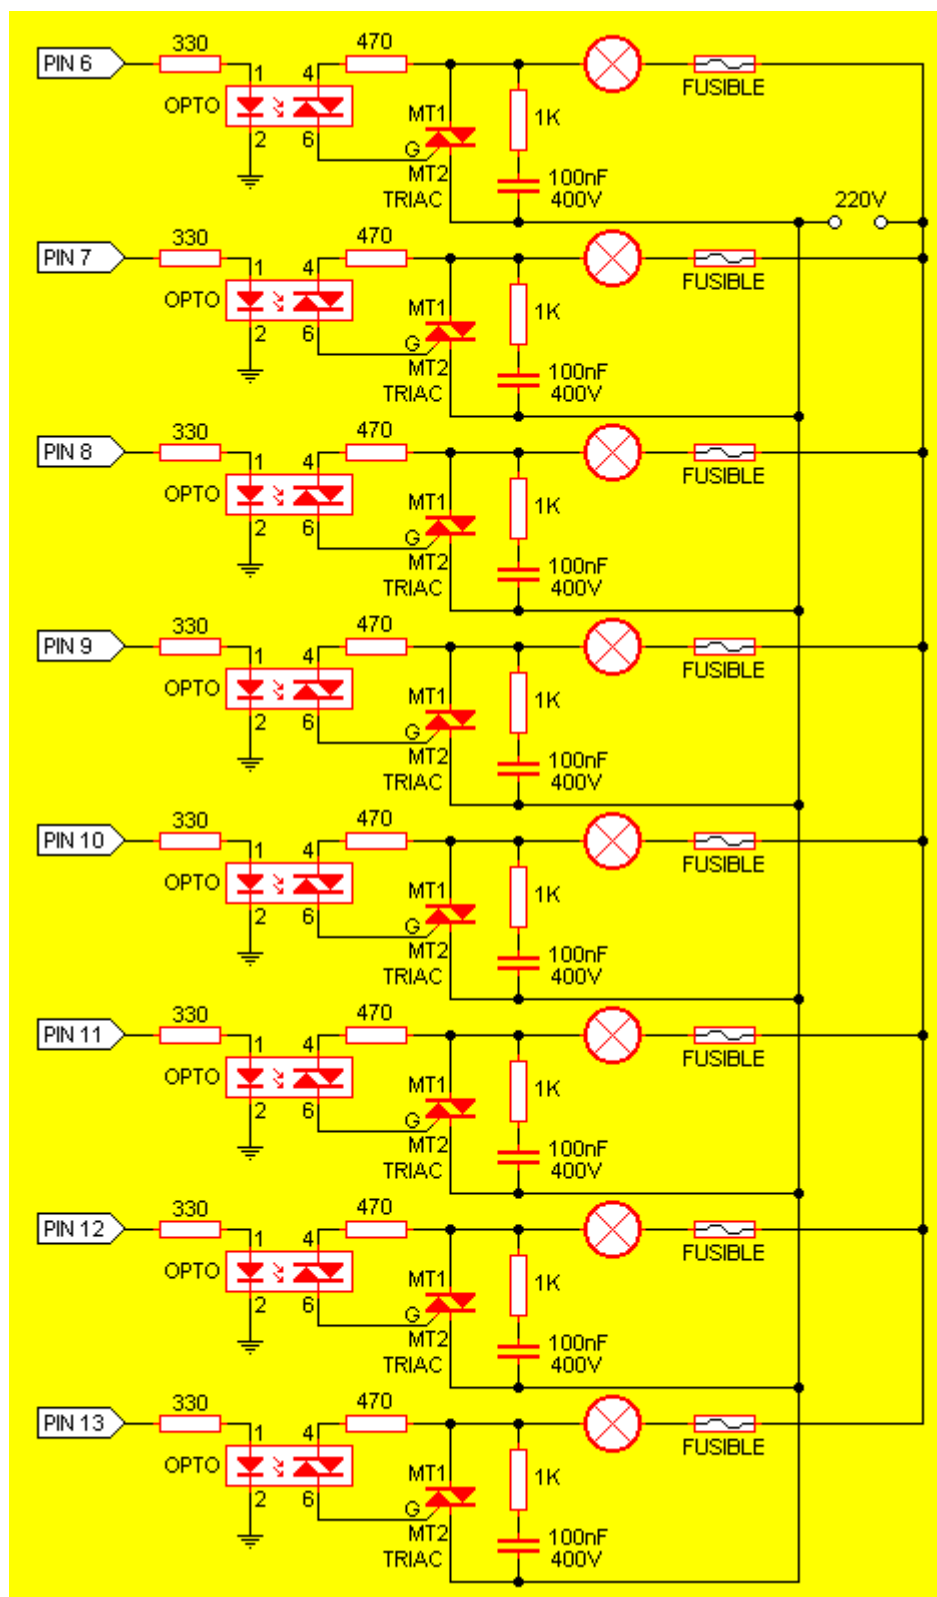 330
470
PIN 6
1
4
FUSIBLE
OPTO
MT1
1K
2
6
G
MT2
100nF
TRIAC
400V
220V
330
470
PIN 7
1
4
FUSIBLE
OPTO
MT1
1K
2
6
G
MT2
100nF
TRIAC
400V
330
470
PIN 8
1
4
FUSIBLE
OPTO
MT1
1K
2
6
G
MT2
100nF
TRIAC
400V
330
470
PIN 9
1
4
FUSIBLE
OPTO
MT1
1K
2
6
G
MT2
100nF
TRIAC
400V
330
470
PIN 10
1
4
FUSIBLE
OPTO
MT1
1K
2
6
G
MT2
100nF
TRIAC
400V
330
470
PIN 11
1
4
FUSIBLE
OPTO
MT1
1K
2
6
G
MT2
100nF
TRIAC
400V
330
470
PIN 12
1
4
FUSIBLE
OPTO
MT1
1K
2
6
G
MT2
100nF
TRIAC
400V
330
470
PIN 13
1
4
FUSIBLE
OPTO
MT1
1K
2
6
G
MT2
100nF
TRIAC
400V